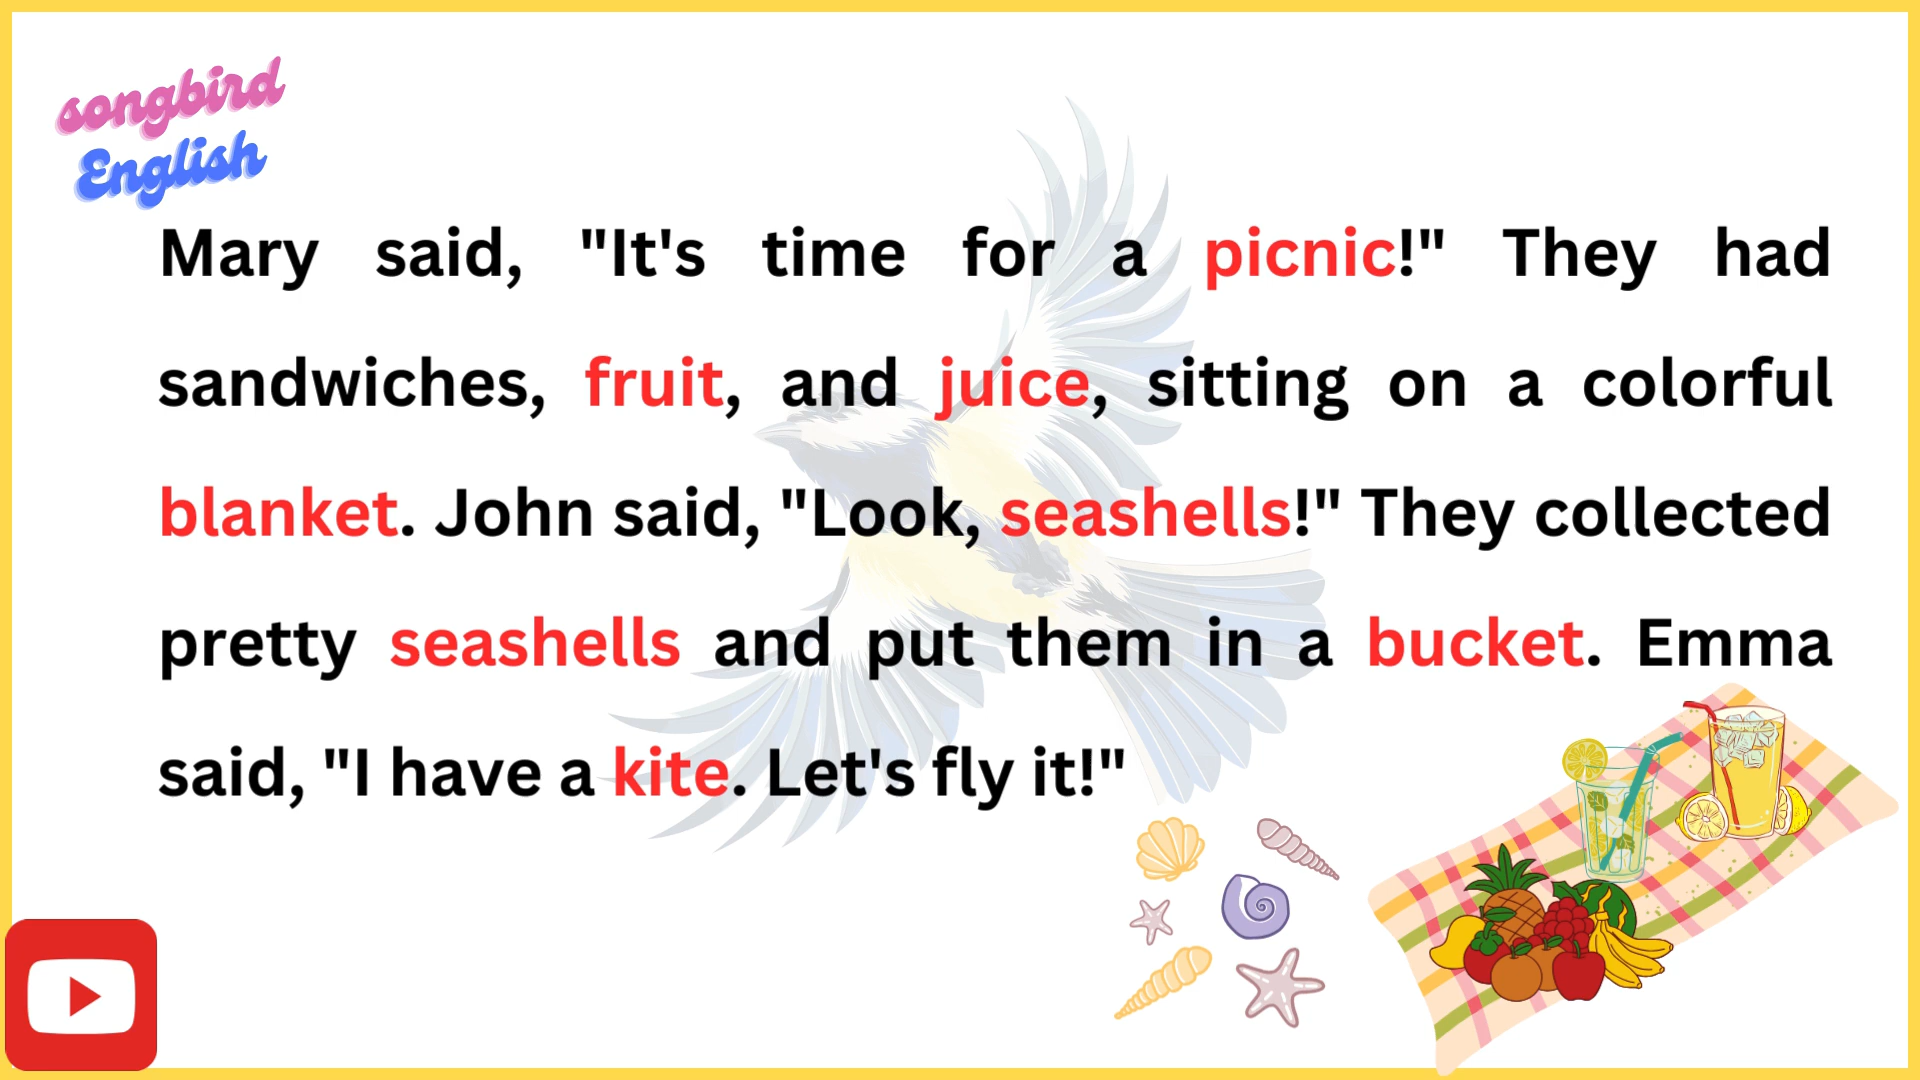 songbird
English
Mary said, "It's time for a picnic!" They had
sandwiches, fruit, and juice, sitting on a colorful
blanket. John said, "Look, seashells!" They collected
pretty seashells and put them in a bucket. Emma
said, "I have a kite. Let's fly it!"